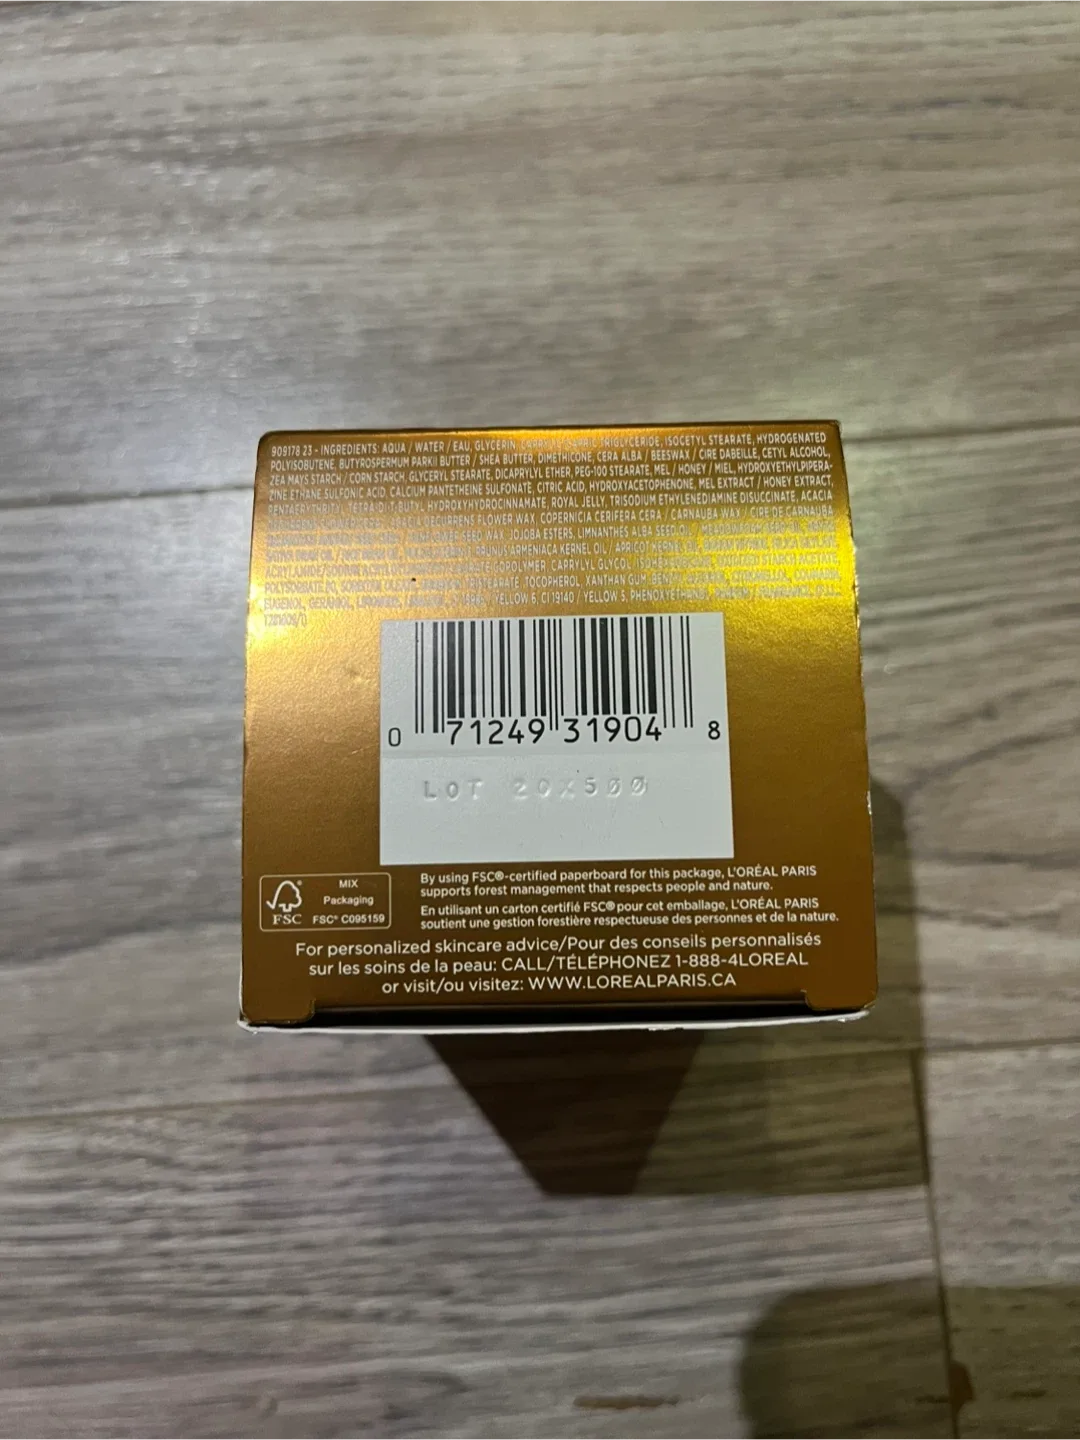 909178 23 - INGREDIENTS: AQUA / WATER / EAU, GLYCERIN, TRIGLYCERIDE, ISOCETYL STEARATE, HYDROGENATED
POLYISOBUTENE, BUTYROSPERMUM PARKII BUTTER / SHEA BUTTER, DIMETHICONE, CERA ALBA / BEESWAX / CIRE DABEILLE, CETYL ALCOHOL,
ZEA MAYS STARCH / CORN STARCH, GLYCERYL STEARATE, DICAPRYLYL ETHER, PEG-100 STEARATE, MEL / HONEY / MIEL, HYDROXYETHYLPIPERA-
ZINE ETHANE SULFONIC ACID, CALCIUM PANTETHEINE SULFONATE, CITRIC ACID, HYDROXYACETOPHENONE, MEL EXTRACT / HONEY EXTRACT,
PENTAERYTHRITYL TETRA-DI-T-BUTYL HYDROXYHYDROCINNAMATE, ROYAL JELLY, TRISODIUM ETHYLENEDIAMINE DISUCCINATE, ACACIA
DECURRENS FLOWER WAX, COPERNICIA CERIFERA CERA / CARNAUBA WAX / CIRE DE CARNAUBA
SEED WAX, JOJOBA ESTERS, LIMNANTHES ALBA SEED OIL
PRUNUS ARMENIACA KERNEL OIL / APRICOT KERNEL OIL
COPOLYMER, CAPRYLYL GLYCOL
TRISTEARATE, TOCOPHEROL, XANTHAN GUM,
EUGENOL, GERANIOL, YELLOW 6, CI 19140 / YELLOW 5, PHENOXYETHANOL
0 71249 31904 8
LOT 20X500
FSC
MIX
Packaging
FSC® C095159
By using FSC®-certified paperboard for this package, L'ORÉAL PARIS
supports forest management that respects people and nature.
En utilisant un carton certifié FSC® pour cet emballage, L'ORÉAL PARIS
soutient une gestion forestière respectueuse des personnes et de la nature.
For personalized skincare advice/Pour des conseils personnalisés
sur les soins de la peau: CALL/TÉLÉPHONEZ 1-888-4LOREAL
or visit/ou visitez: WWW.LOREALPARIS.CA